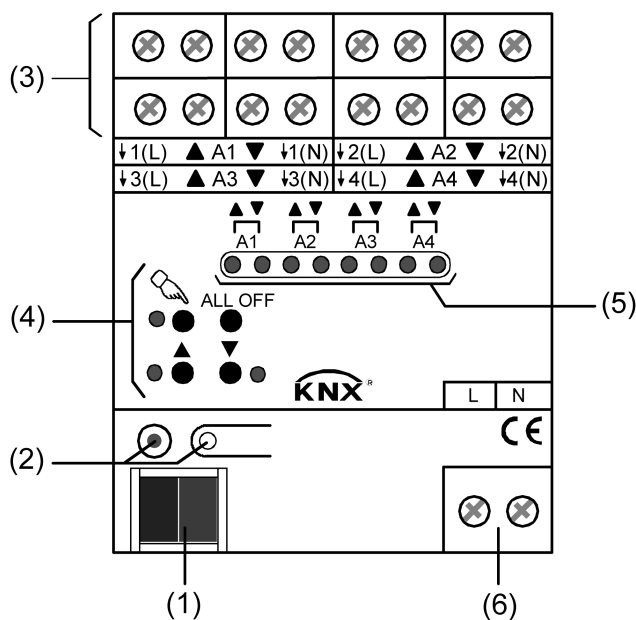 (3)
↓1(L) ▲ A1 ▼ ↓1(N) ↓2(L) ▲ A2 ▼ ↓2(N)
↓3(L) ▲ A3 ▼ ↓3(N) ↓4(L) ▲ A4 ▼ ↓4(N)
▲▼ ▲▼ ▲▼ ▲▼
A1 A2 A3 A4
(4)
ALL OFF
(5)
▲ ▼
KNX ®
L N
CE
(2)
(1)
(6)